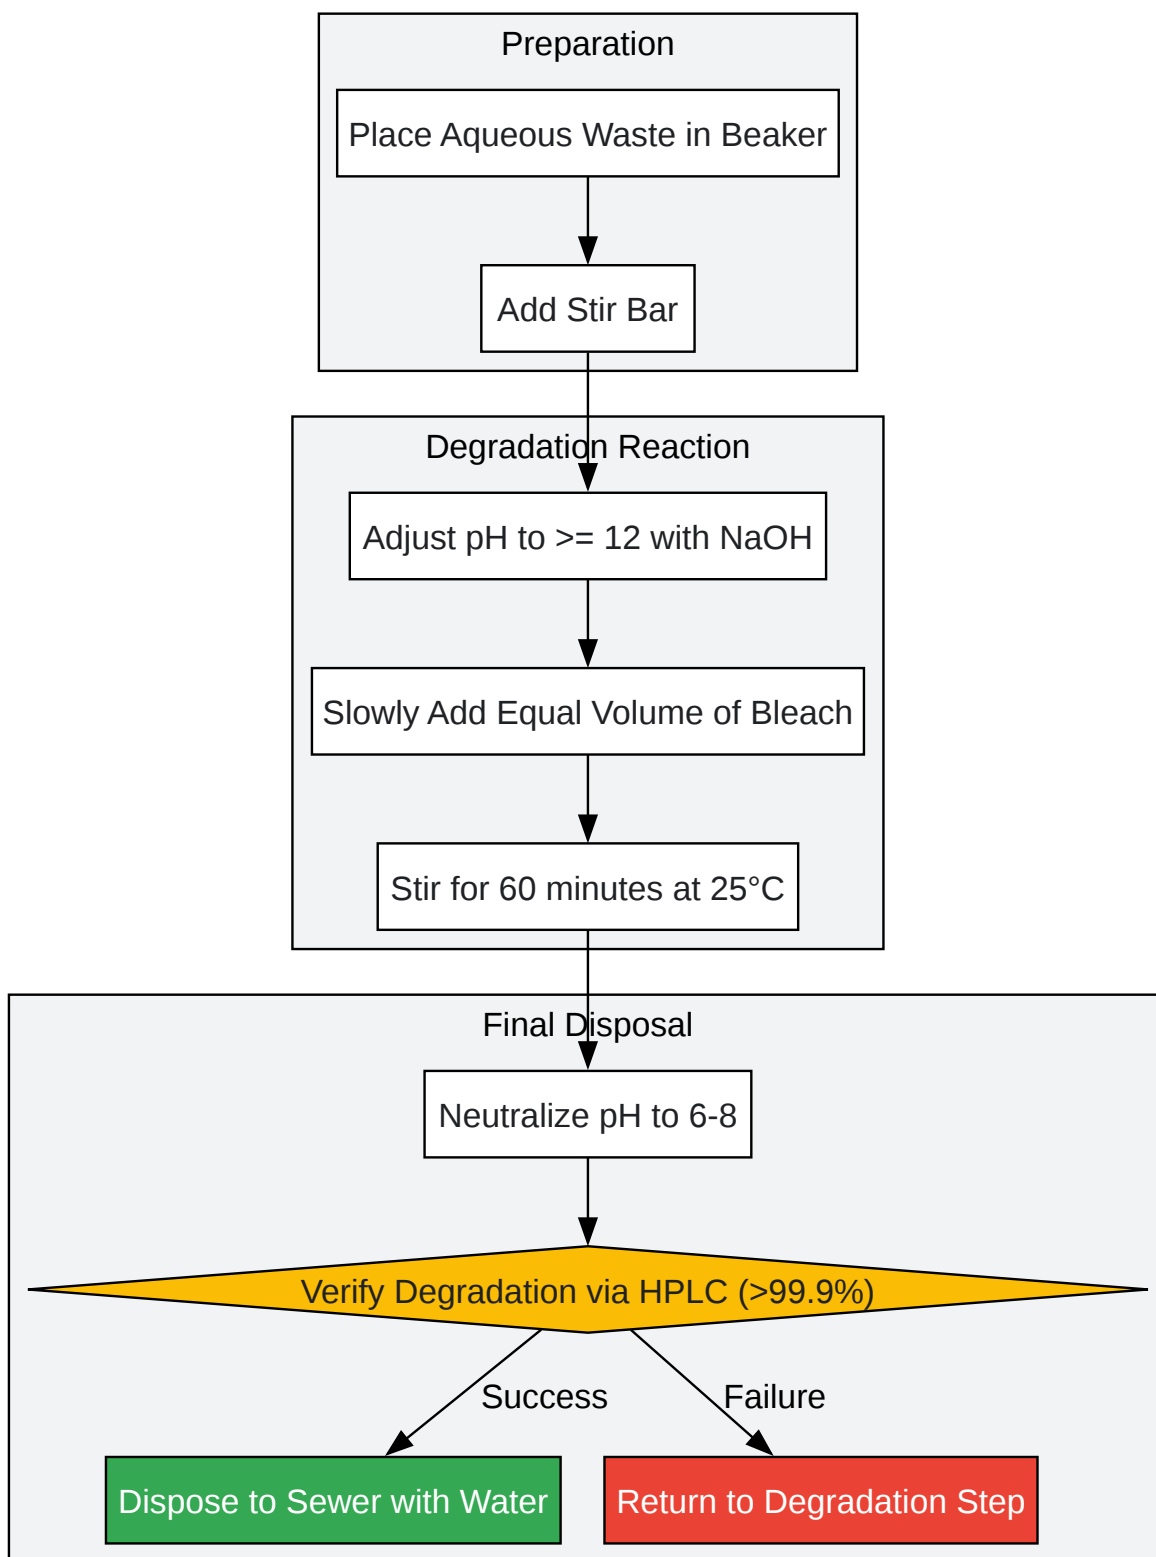 Preparation
Place Aqueous Waste in Beaker
Add Stir Bar
Degradation Reaction
Adjust pH to >= 12 with NaOH
Slowly Add Equal Volume of Bleach
Stir for 60 minutes at 25°C
Final Disposal
Neutralize pH to 6-8
Verify Degradation via HPLC (>99.9%)
Success
Failure
Dispose to Sewer with Water
Return to Degradation Step